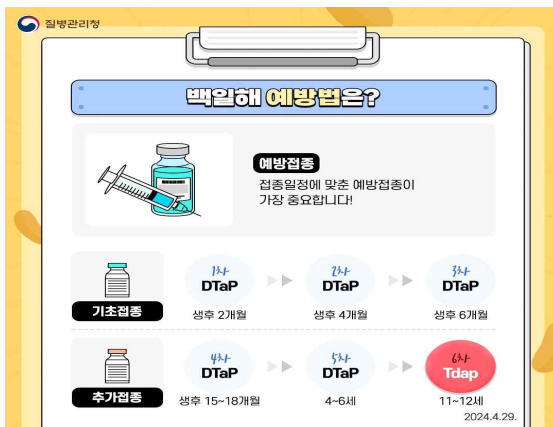 질병관리청
백일해 예방법은?
예방접종
접종일정에 맞춘 예방접종이
가장 중요합니다!
1차 2차 3차
DTaP DTaP DTaP
기초접종 생후 2개월 생후 4개월 생후 6개월
4차 5차 6차
DTaP DTaP Tdap
추가접종 생후 15~18개월 4~6세 11~12세
2024.4.29.